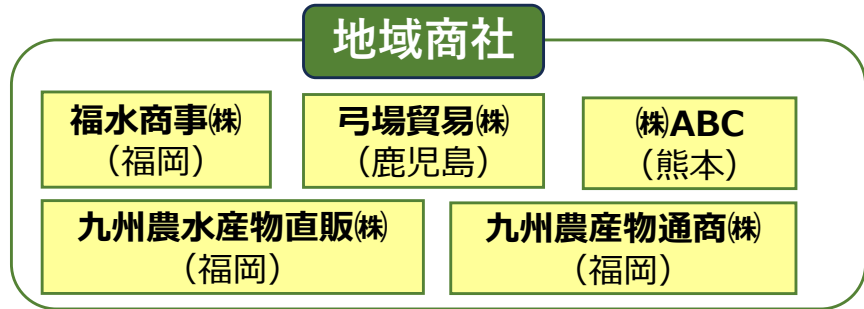 地域商社
福水商事㈱
（福岡）
弓場貿易㈱
（鹿児島）
㈱ABC
（熊本）
九州農水産物直販㈱
（福岡）
九州農産物通商㈱
（福岡）